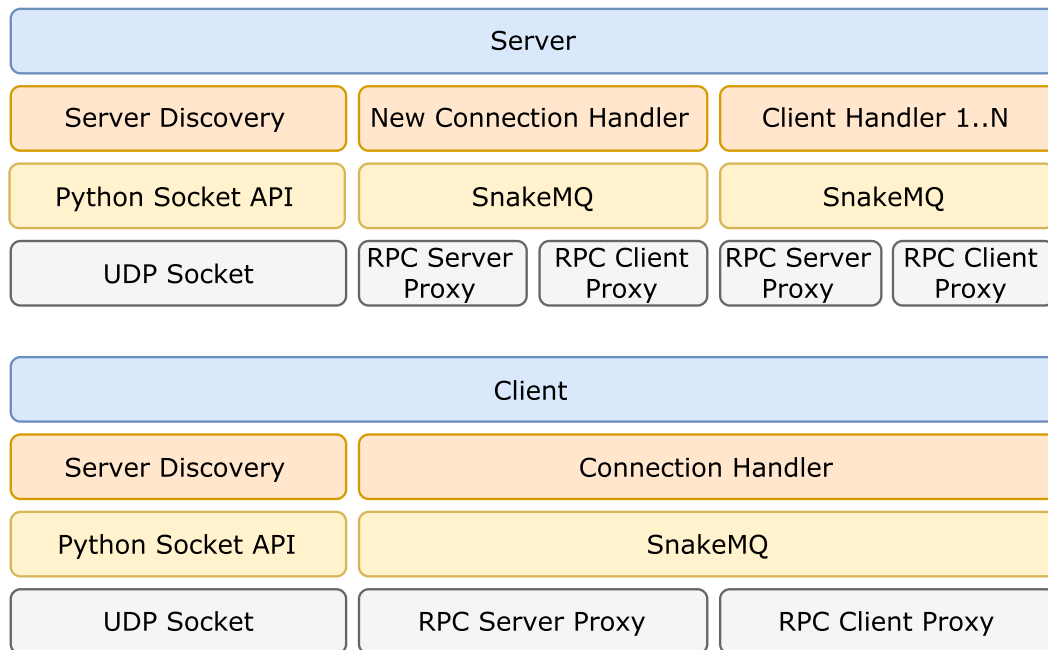 Server
Server Discovery
New Connection Handler
Client Handler 1..N
Python Socket API
SnakeMQ
SnakeMQ
UDP Socket
RPC Server
Proxy
RPC Client
Proxy
RPC Server
Proxy
RPC Client
Proxy
Client
Server Discovery
Connection Handler
Python Socket API
SnakeMQ
UDP Socket
RPC Server Proxy
RPC Client Proxy